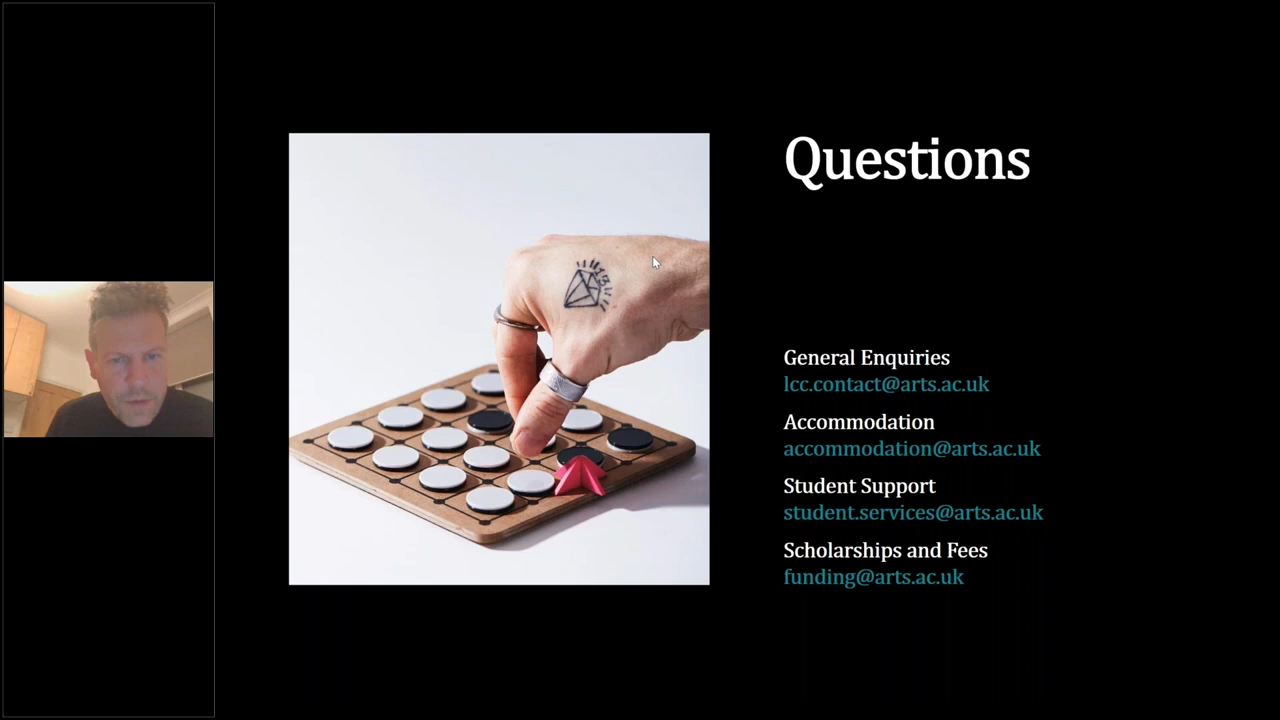 Questions
General Enquiries
lcc.contact@arts.ac.uk
Accommodation
accommodation@arts.ac.uk
Student Support
student.services@arts.ac.uk
Scholarships and Fees
funding@arts.ac.uk